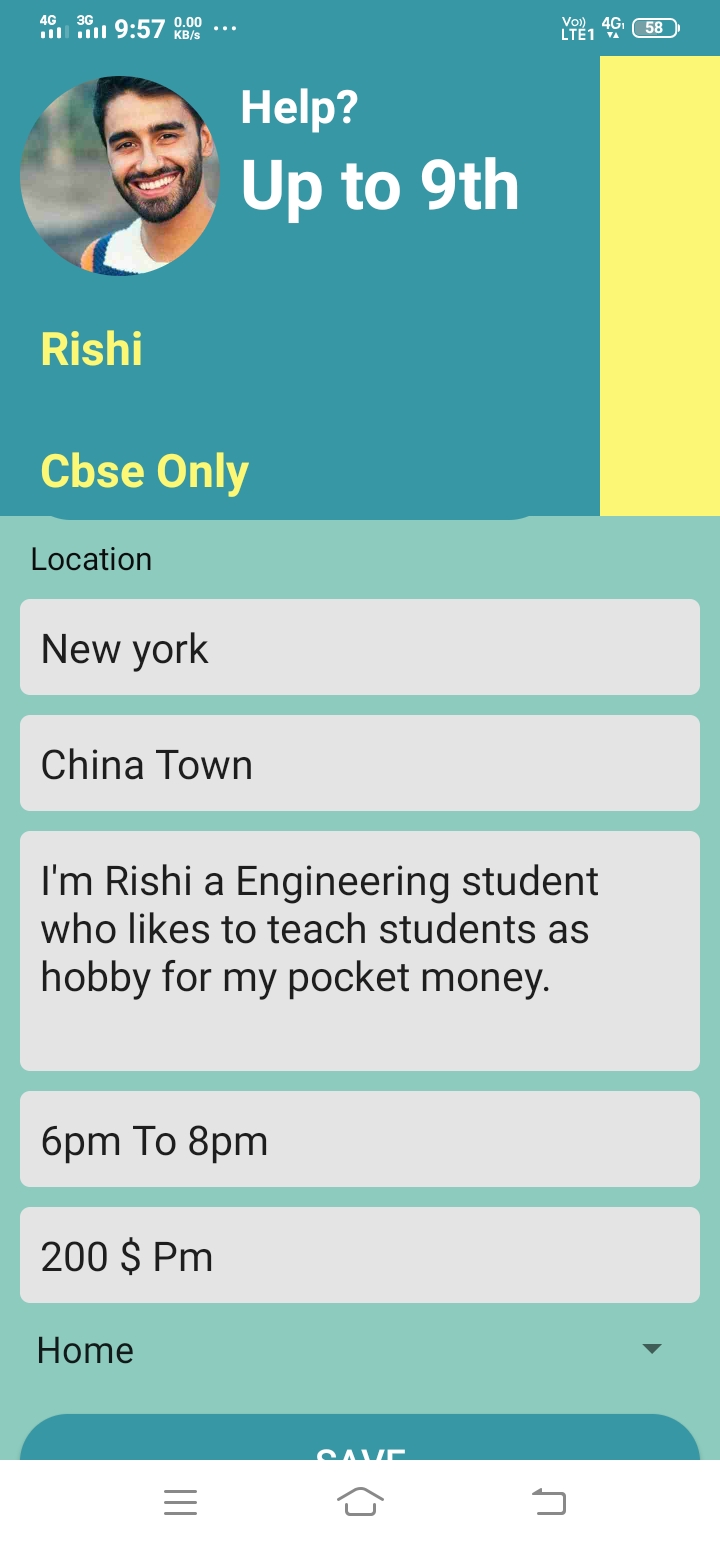 4G 3G 9:57 0.00 KB/s ... Vo)) LTE1 4G1 58
Help?
Up to 9th
Rishi
Cbse Only
Location
New york
China Town
I'm Rishi a Engineering student
who likes to teach students as
hobby for my pocket money.
6pm To 8pm
200 $ Pm
Home
SAVE